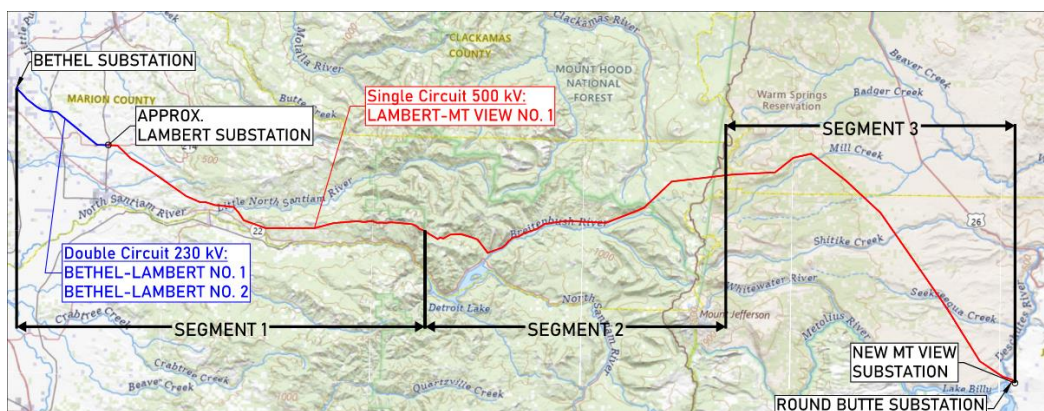 Clackamas River
CLACKAMAS
COUNTY
Molalla River
BETHEL SUBSTATION
MARION COUNTY
Butte
APPROX.
LAMBERT SUBSTATION
Single Circuit 500 kV:
LAMBERT-MT VIEW NO. 1
MOUNT HOOD
NATIONAL
FOREST
Warm Springs
Reservation
Beaver Creek
Badger Creek
SEGMENT 3
Mill Creek
North Santiam River
Little North Santiam River
22
Breitenbush River
26
Shitike Creek
Double Circuit 230 kV:
BETHEL-LAMBERT NO. 1
BETHEL-LAMBERT NO. 2
Whitewater River
Seekseequa Creek
Detroit Lake
North Santiam River
Mount Jefferson
Metolius River
Deschutes River
Crabtree Creek
SEGMENT 1
SEGMENT 2
NEW MT VIEW
SUBSTATION
Crabtree Creek
Beaver Creek
Quartzville Creek
Lake Billy
ROUND BUTTE SUBSTATION